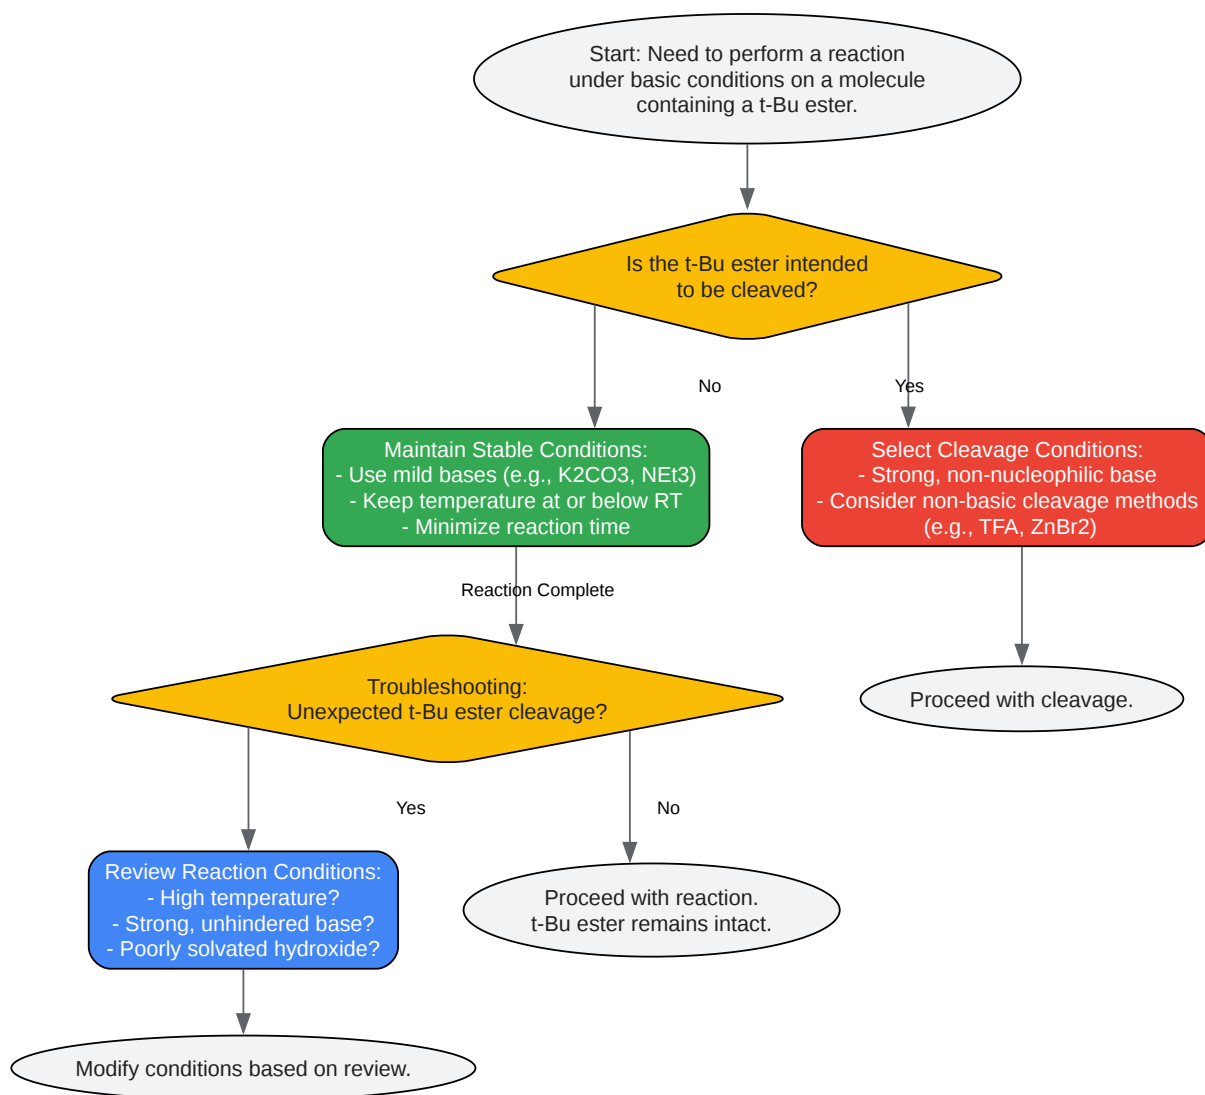 Start: Need to perform a reaction
under basic conditions on a molecule
containing a t-Bu ester.
Is the t-Bu ester intended
to be cleaved?
No
Yes
Maintain Stable Conditions:
- Use mild bases (e.g., K2CO3, NEt3)
- Keep temperature at or below RT
- Minimize reaction time
Select Cleavage Conditions:
- Strong, non-nucleophilic base
- Consider non-basic cleavage methods
(e.g., TFA, ZnBr2)
Reaction Complete
Troubleshooting:
Unexpected t-Bu ester cleavage?
Proceed with cleavage.
Yes
No
Review Reaction Conditions:
- High temperature?
- Strong, unhindered base?
- Poorly solvated hydroxide?
Proceed with reaction.
t-Bu ester remains intact.
Modify conditions based on review.